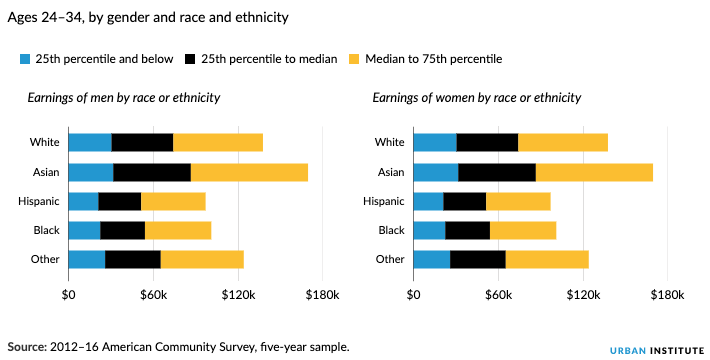 Ages 24–34, by gender and race and ethnicity
25th percentile and below 25th percentile to median Median to 75th percentile
Earnings of men by race or ethnicity
White
Asian
Hispanic
Black
Other
$0 $60k $120k $180k
Earnings of women by race or ethnicity
White
Asian
Hispanic
Black
Other
$0 $60k $120k $180k
Source: 2012–16 American Community Survey, five-year sample.
URBAN INSTITUTE